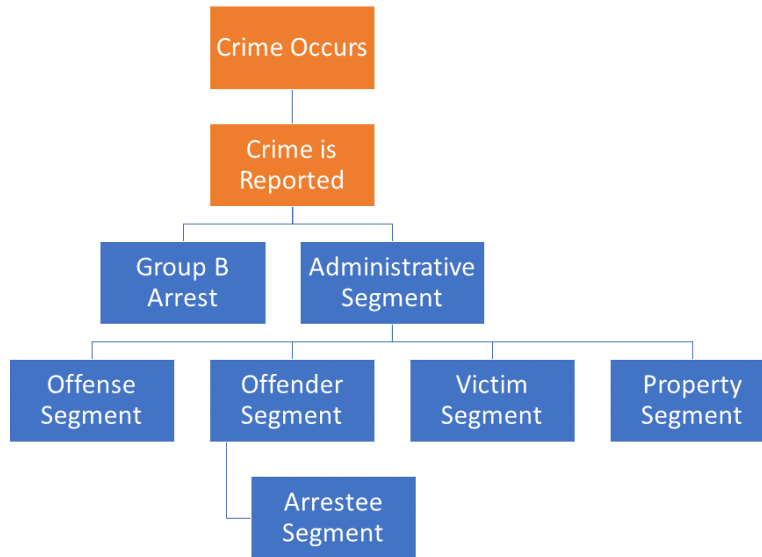 Crime Occurs
Crime is
Reported
Group B
Arrest
Administrative
Segment
Offense
Segment
Offender
Segment
Victim
Segment
Property
Segment
Arrestee
Segment